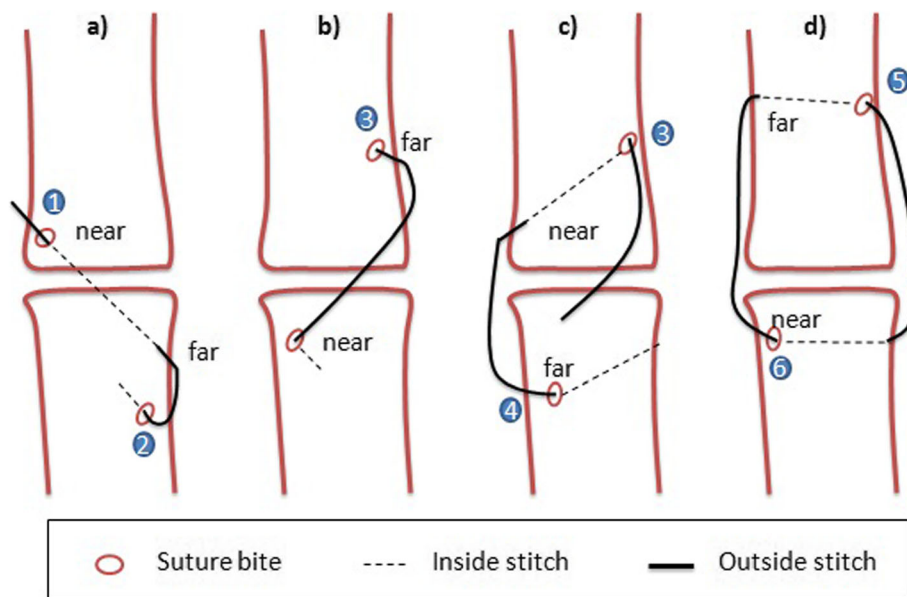 a) b) c) d)
1 near far 2
3 far near
3 near far 4
5 far near 6
Suture bite Inside stitch Outside stitch